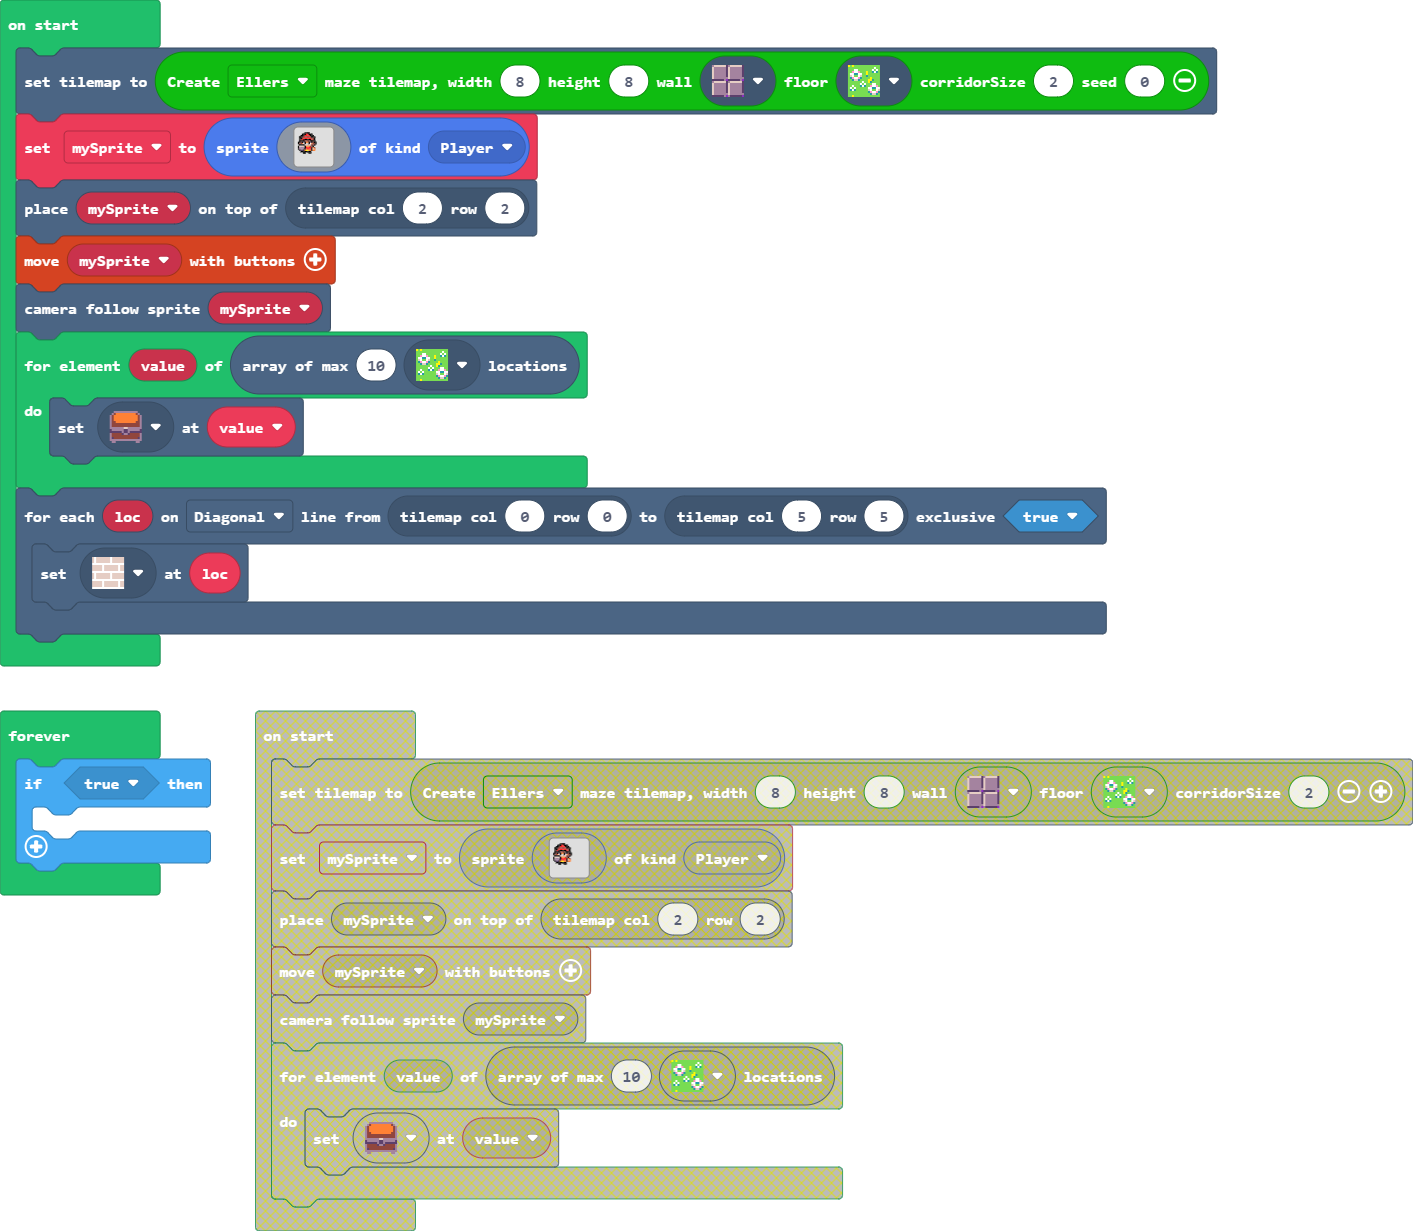 on start
set tilemap to Create Ellers maze tilemap, width 8 height 8 wall floor corridorSize 2 seed 0
set mySprite to sprite of kind Player
place mySprite on top of tilemap col 2 row 2
move mySprite with buttons
camera follow sprite mySprite
for element value of array of max 10 locations
do
set at value
for each loc on Diagonal line from tilemap col 0 row 0 to tilemap col 5 row 5 exclusive true
set at loc
forever
if true then
on start
set tilemap to Create Ellers maze tilemap, width 8 height 8 wall floor corridorSize 2
set mySprite to sprite of kind Player
place mySprite on top of tilemap col 2 row 2
move mySprite with buttons
camera follow sprite mySprite
for element value of array of max 10 locations
do
set at value